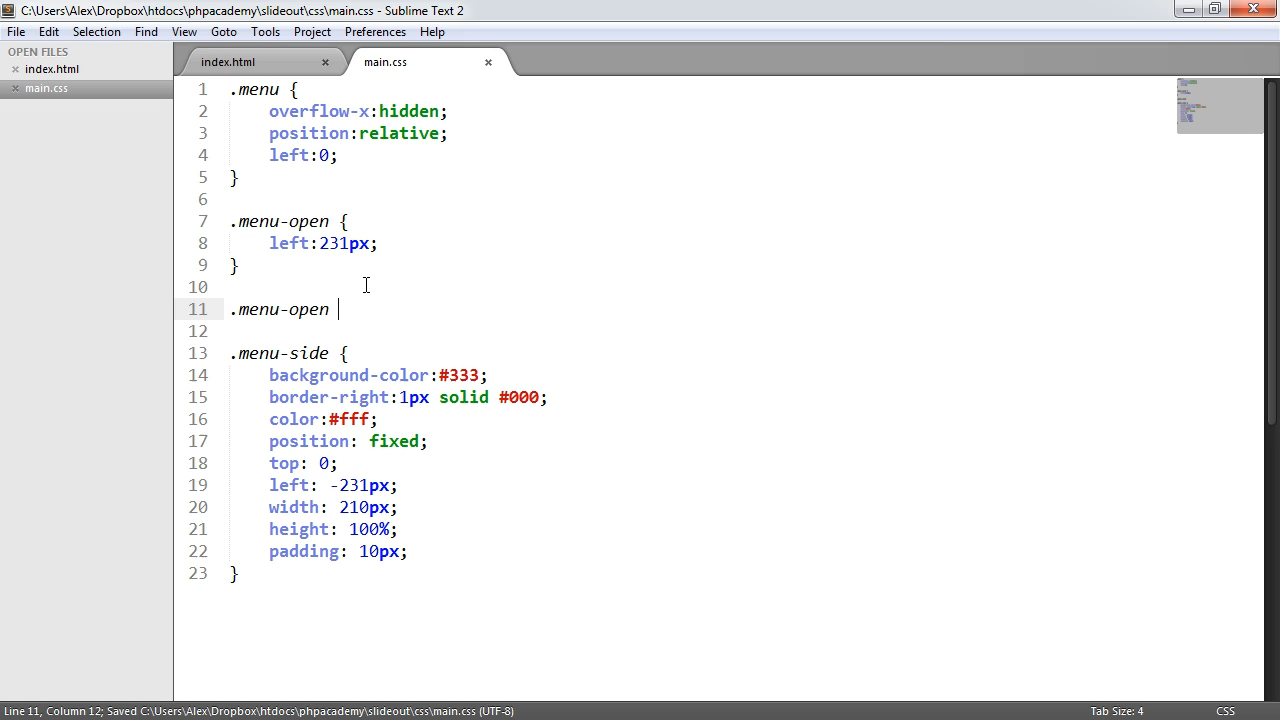 C:\Users\Alex\Dropbox\htdocs\phpacademy\slideout\css\main.css - Sublime Text 2
File Edit Selection Find View Goto Tools Project Preferences Help
OPEN FILES
index.html
main.css
index.html main.css
1 .menu {
2 overflow-x:hidden;
3 position:relative;
4 left:0;
5 }
6
7 .menu-open {
8 left:231px;
9 }
10
11 .menu-open
12
13 .menu-side {
14 background-color:#333;
15 border-right:1px solid #000;
16 color:#fff;
17 position: fixed;
18 top: 0;
19 left: -231px;
20 width: 210px;
21 height: 100%;
22 padding: 10px;
23 }
Line 11, Column 12; Saved C:\Users\Alex\Dropbox\htdocs\phpacademy\slideout\css\main.css (UTF-8) Tab Size: 4 CSS